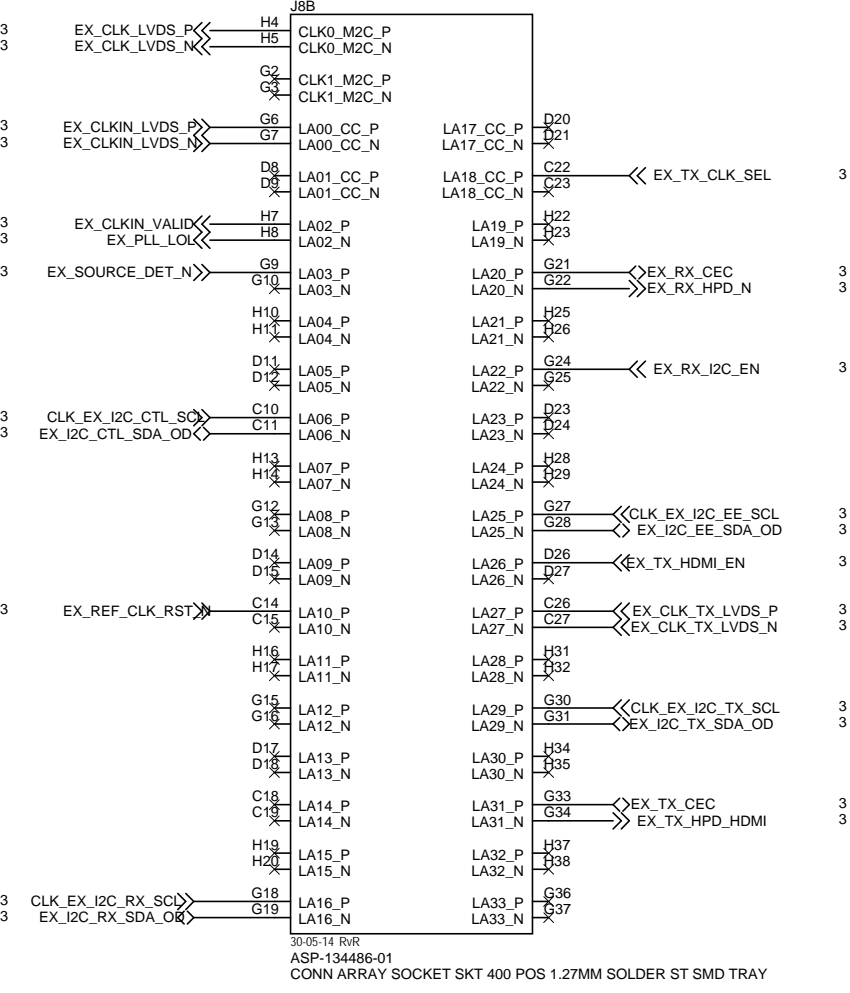 J8B
3 EX_CLK_LVDS_P H4 CLK0_M2C_P
3 EX_CLK_LVDS_N H5 CLK0_M2C_N
G2 CLK1_M2C_P
G3 CLK1_M2C_N
3 EX_CLKIN_LVDS_P G6 LA00_CC_P LA17_CC_P D20
3 EX_CLKIN_LVDS_N G7 LA00_CC_N LA17_CC_N D21
D8 LA01_CC_P LA18_CC_P C22 EX_TX_CLK_SEL 3
D9 LA01_CC_N LA18_CC_N C23
3 EX_CLKIN_VALID H7 LA02_P LA19_P H22
3 EX_PLL_LOL H8 LA02_N LA19_N H23
3 EX_SOURCE_DET_N G9 LA03_P LA20_P G21 EX_RX_CEC 3
G10 LA03_N LA20_N G22 EX_RX_HPD_N 3
H10 LA04_P LA21_P H25
H11 LA04_N LA21_N H26
D11 LA05_P LA22_P G24 EX_RX_I2C_EN 3
D12 LA05_N LA22_N G25
3 CLK_EX_I2C_CTL_SCL C10 LA06_P LA23_P D23
3 EX_I2C_CTL_SDA_OD C11 LA06_N LA23_N D24
H13 LA07_P LA24_P H28
H14 LA07_N LA24_N H29
G12 LA08_P LA25_P G27 CLK_EX_I2C_EE_SCL 3
G13 LA08_N LA25_N G28 EX_I2C_EE_SDA_OD 3
D14 LA09_P LA26_P D26 EX_TX_HDMI_EN 3
D15 LA09_N LA26_N D27
3 EX_REF_CLK_RST_N C14 LA10_P LA27_P C26 EX_CLK_TX_LVDS_P 3
C15 LA10_N LA27_N C27 EX_CLK_TX_LVDS_N 3
H16 LA11_P LA28_P H31
H17 LA11_N LA28_N H32
G15 LA12_P LA29_P G30 CLK_EX_I2C_TX_SCL 3
G16 LA12_N LA29_N G31 EX_I2C_TX_SDA_OD 3
D17 LA13_P LA30_P H34
D18 LA13_N LA30_N H35
C18 LA14_P LA31_P G33 EX_TX_CEC 3
C19 LA14_N LA31_N G34 EX_TX_HPD_HDMI 3
H19 LA15_P LA32_P H37
H20 LA15_N LA32_N H38
3 CLK_EX_I2C_RX_SCL G18 LA16_P LA33_P G36
3 EX_I2C_RX_SDA_OD G19 LA16_N LA33_N G37
30-05-14 RvR
ASP-134486-01
CONN ARRAY SOCKET SKT 400 POS 1.27MM SOLDER ST SMD TRAY